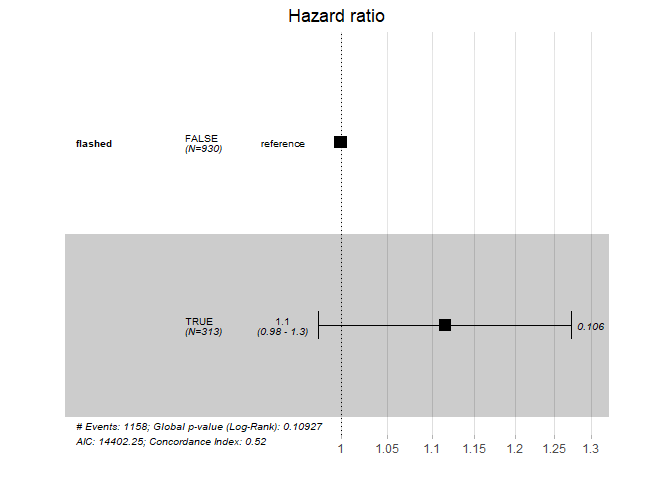 Hazard ratio
flashed
FALSE
(N=930)
reference
TRUE
(N=313)
1.1
(0.98 - 1.3)
0.106
# Events: 1158; Global p-value (Log-Rank): 0.10927
AIC: 14402.25; Concordance Index: 0.52
1 1.05 1.1 1.15 1.2 1.25 1.3